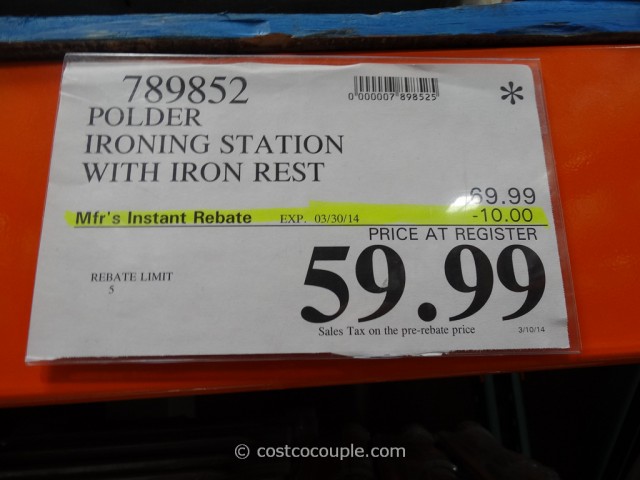 789852
0 000007 898525
*
POLDER
IRONING STATION
WITH IRON REST
69.99
Mfr's Instant Rebate EXP. 03/30/14 -10.00
PRICE AT REGISTER
59.99
REBATE LIMIT
5
Sales Tax on the pre-rebate price
3/10/14
© costcocouple.com